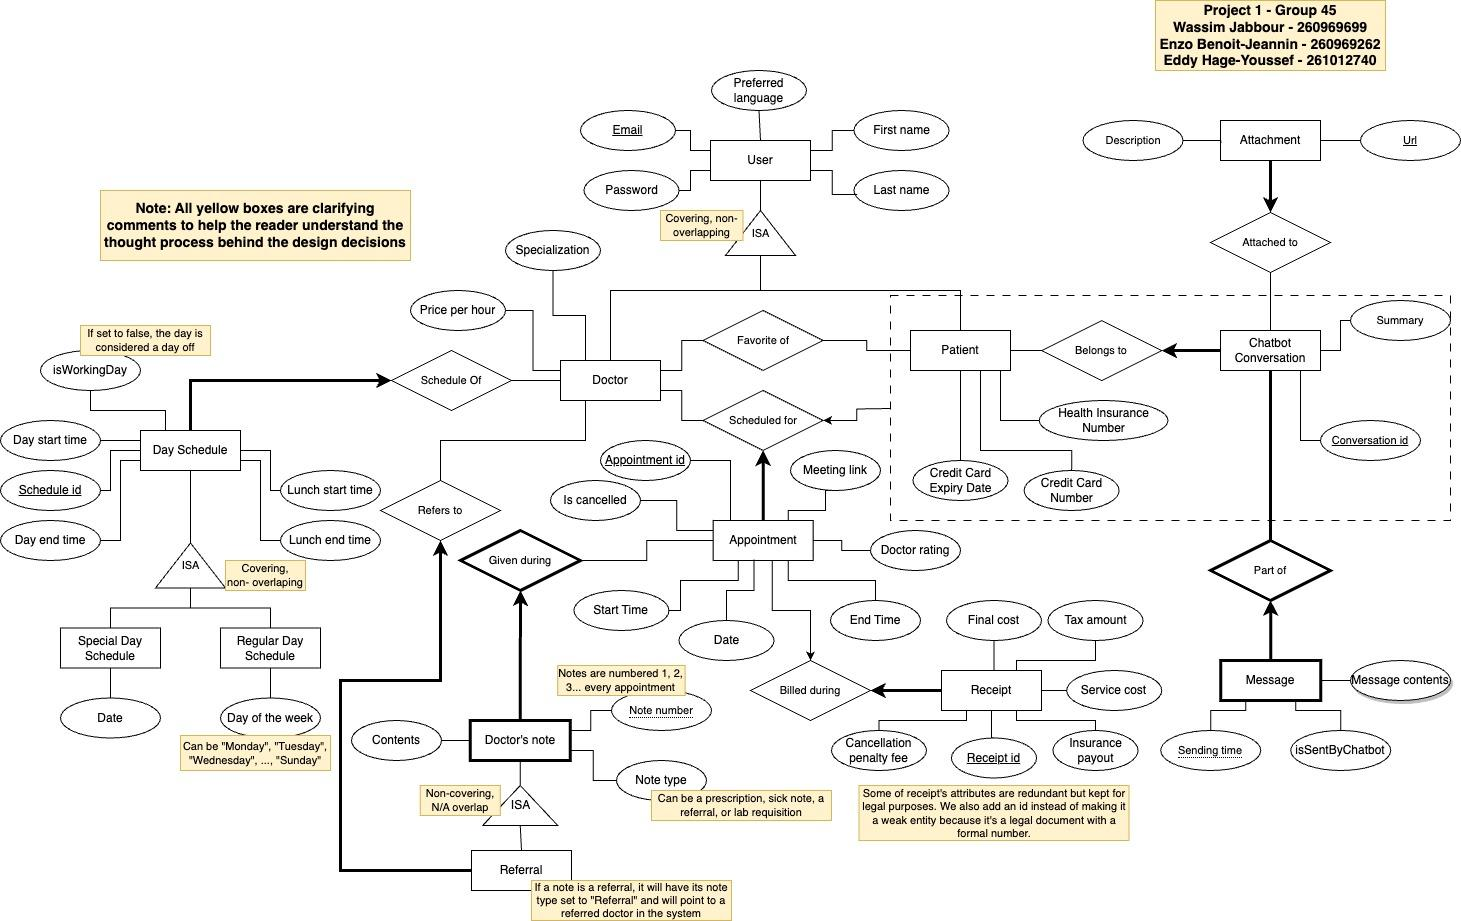 Project 1 - Group 45
Wassim Jabbour - 260969699
Enzo Benoit-Jeannin - 260969262
Eddy Hage-Youssef - 261012740
Preferred
language
Email
First name
User
Password
Last name
Description
Attachment
Url
Note: All yellow boxes are clarifying
comments to help the reader understand the
thought process behind the design decisions
Covering, non-
overlapping
ISA
Attached to
Specialization
Price per hour
If set to false, the day is
considered a day off
isWorkingDay
Schedule Of
Doctor
Favorite of
Patient
Belongs to
Chatbot
Conversation
Summary
Scheduled for
Health Insurance
Number
Conversation id
Credit Card
Expiry Date
Credit Card
Number
Day start time
Day Schedule
Schedule id
Lunch start time
Day end time
Lunch end time
ISA
Covering,
non- overlaping
Special Day
Schedule
Regular Day
Schedule
Date
Day of the week
Can be "Monday", "Tuesday",
"Wednesday", ..., "Sunday"
Refers to
Appointment id
Meeting link
Is cancelled
Appointment
Doctor rating
Given during
Start Time
Date
End Time
Part of
Final cost
Tax amount
Billed during
Receipt
Service cost
Cancellation
penalty fee
Receipt id
Insurance
payout
Some of receipt's attributes are redundant but kept for
legal purposes. We also add an id instead of making it
a weak entity because it's a legal document with a
formal number.
Message
Message contents
Sending time
isSentByChatbot
Notes are numbered 1, 2,
3... every appointment
Note number
Contents
Doctor's note
Note type
Can be a prescription, sick note, a
referral, or lab requisition
Non-covering,
N/A overlap
ISA
Referral
If a note is a referral, it will have its note
type set to "Referral" and will point to a
referred doctor in the system